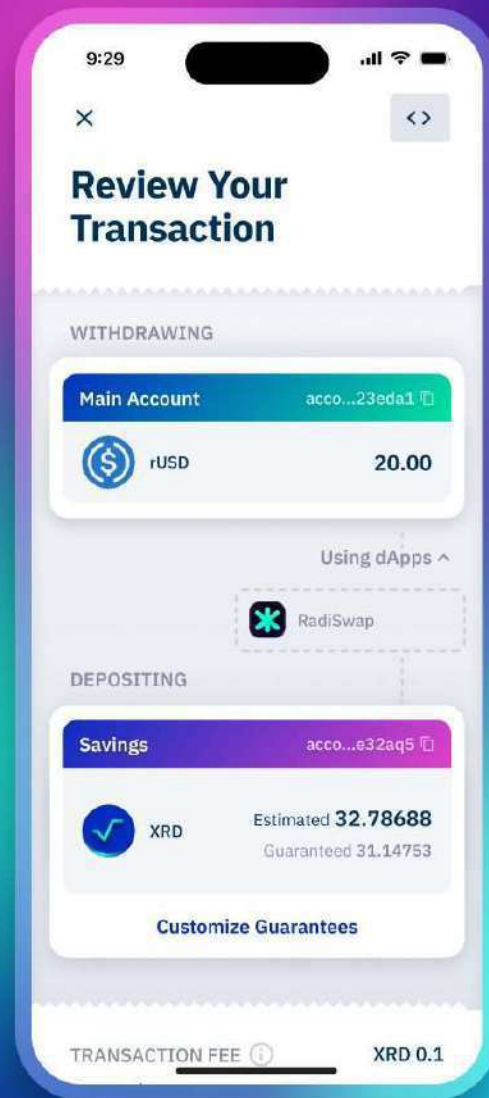 9:29
Review Your
Transaction
WITHDRAWING
Main Account acco...23eda1
rUSD 20.00
Using dApps
RadiSwap
DEPOSITING
Savings acco...e32aq5
XRD Estimated 32.78688
Guaranteed 31.14753
Customize Guarantees
TRANSACTION FEE XRD 0.1